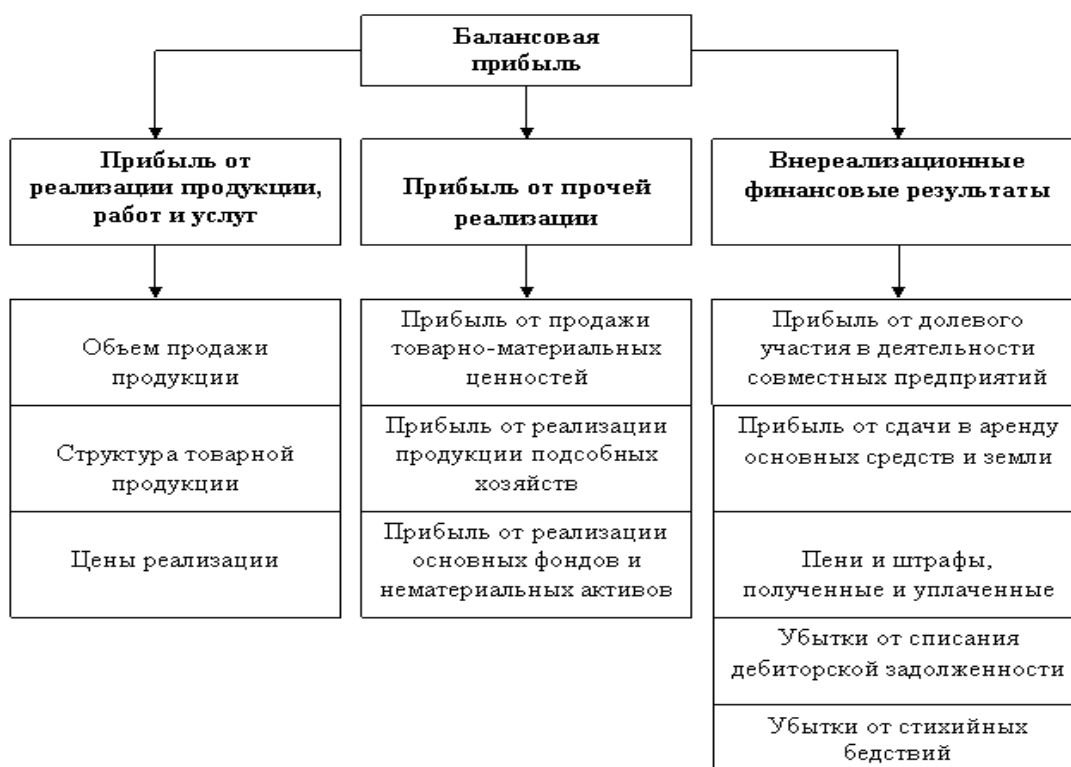 Балансовая
прибыль
Прибыль от
реализации продукции,
работ и услуг
Прибыль от прочей
реализации
Внереализационные
финансовые результаты
Объем продажи
продукции
Структура товарной
продукции
Цены реализации
Прибыль от продажи
товарно-материальных
ценностей
Прибыль от реализации
продукции подсобных
хозяйств
Прибыль от реализации
основных фондов и
нематериальных активов
Прибыль от долевого
участия в деятельности
совместных предприятий
Прибыль от сдачи в аренду
основных средств и земли
Пени и штрафы,
полученные и уплаченные
Убытки от списания
дебиторской задолженности
Убытки от стихийных
бедствий